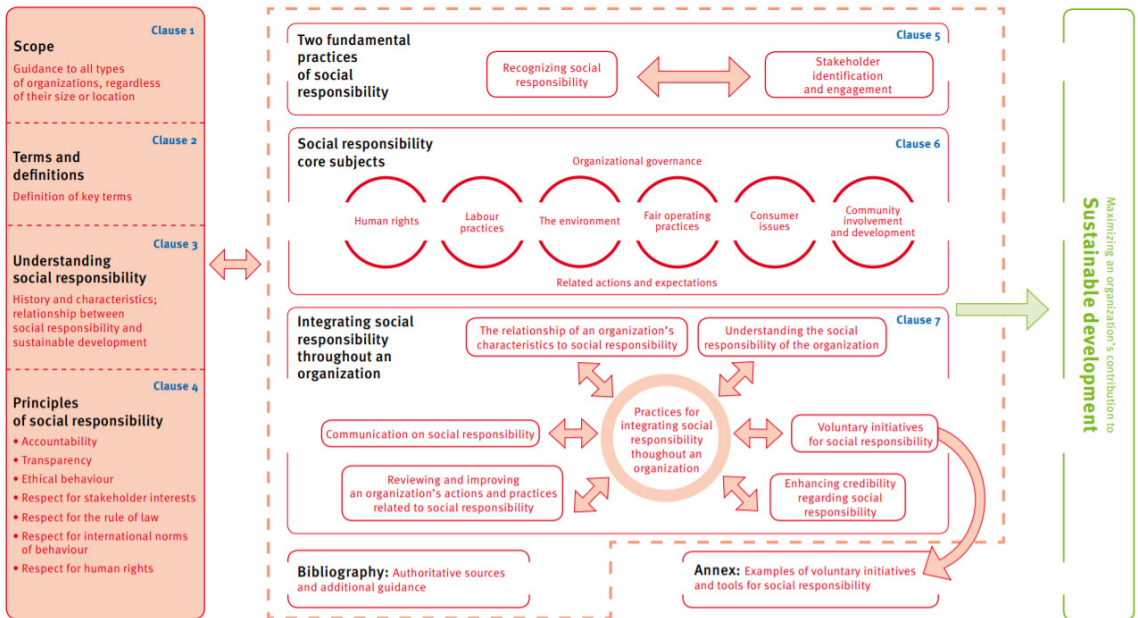 Clause 1
Scope
Guidance to all types
of organizations, regardless
of their size or location
Clause 2
Terms and
definitions
Definition of key terms
Clause 3
Understanding
social responsibility
History and characteristics;
relationship between
social responsibility and
sustainable development
Clause 4
Principles
of social responsibility
• Accountability
• Transparency
• Ethical behaviour
• Respect for stakeholder interests
• Respect for the rule of law
• Respect for international norms
of behaviour
• Respect for human rights
Clause 5
Two fundamental
practices
of social
responsibility
Recognizing social
responsibility
Stakeholder
identification
and engagement
Clause 6
Social responsibility
core subjects
Organizational governance
Human rights
Labour
practices
The environment
Fair operating
practices
Consumer
issues
Community
involvement
and development
Related actions and expectations
Clause 7
Integrating social
responsibility
throughout an
organization
The relationship of an organization's
characteristics to social responsibility
Understanding the social
responsibility of the organization
Practices for
integrating social
responsibility
thoughout an
organization
Communication on social responsibility
Voluntary initiatives
for social responsibility
Reviewing and improving
an organization's actions and practices
related to social responsibility
Enhancing credibility
regarding social
responsibility
Bibliography: Authoritative sources
and additional guidance
Annex: Examples of voluntary initiatives
and tools for social responsibility
Maximizing an organization's contribution to
Sustainable development